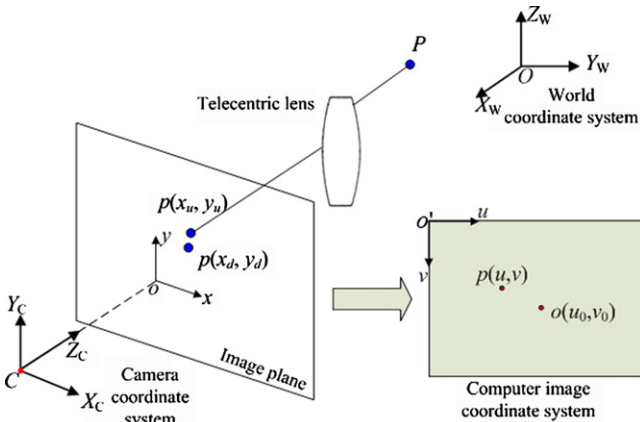 Z_W
P
Y_W
O
X_W
World
coordinate system
Telecentric lens
p(x_u, y_u)
y
p(x_d, y_d)
o
x
o'
u
v
p(u,v)
o(u_0,v_0)
Y_C
Z_C
C
X_C
Camera
coordinate
system
Image plane
Computer image
coordinate system